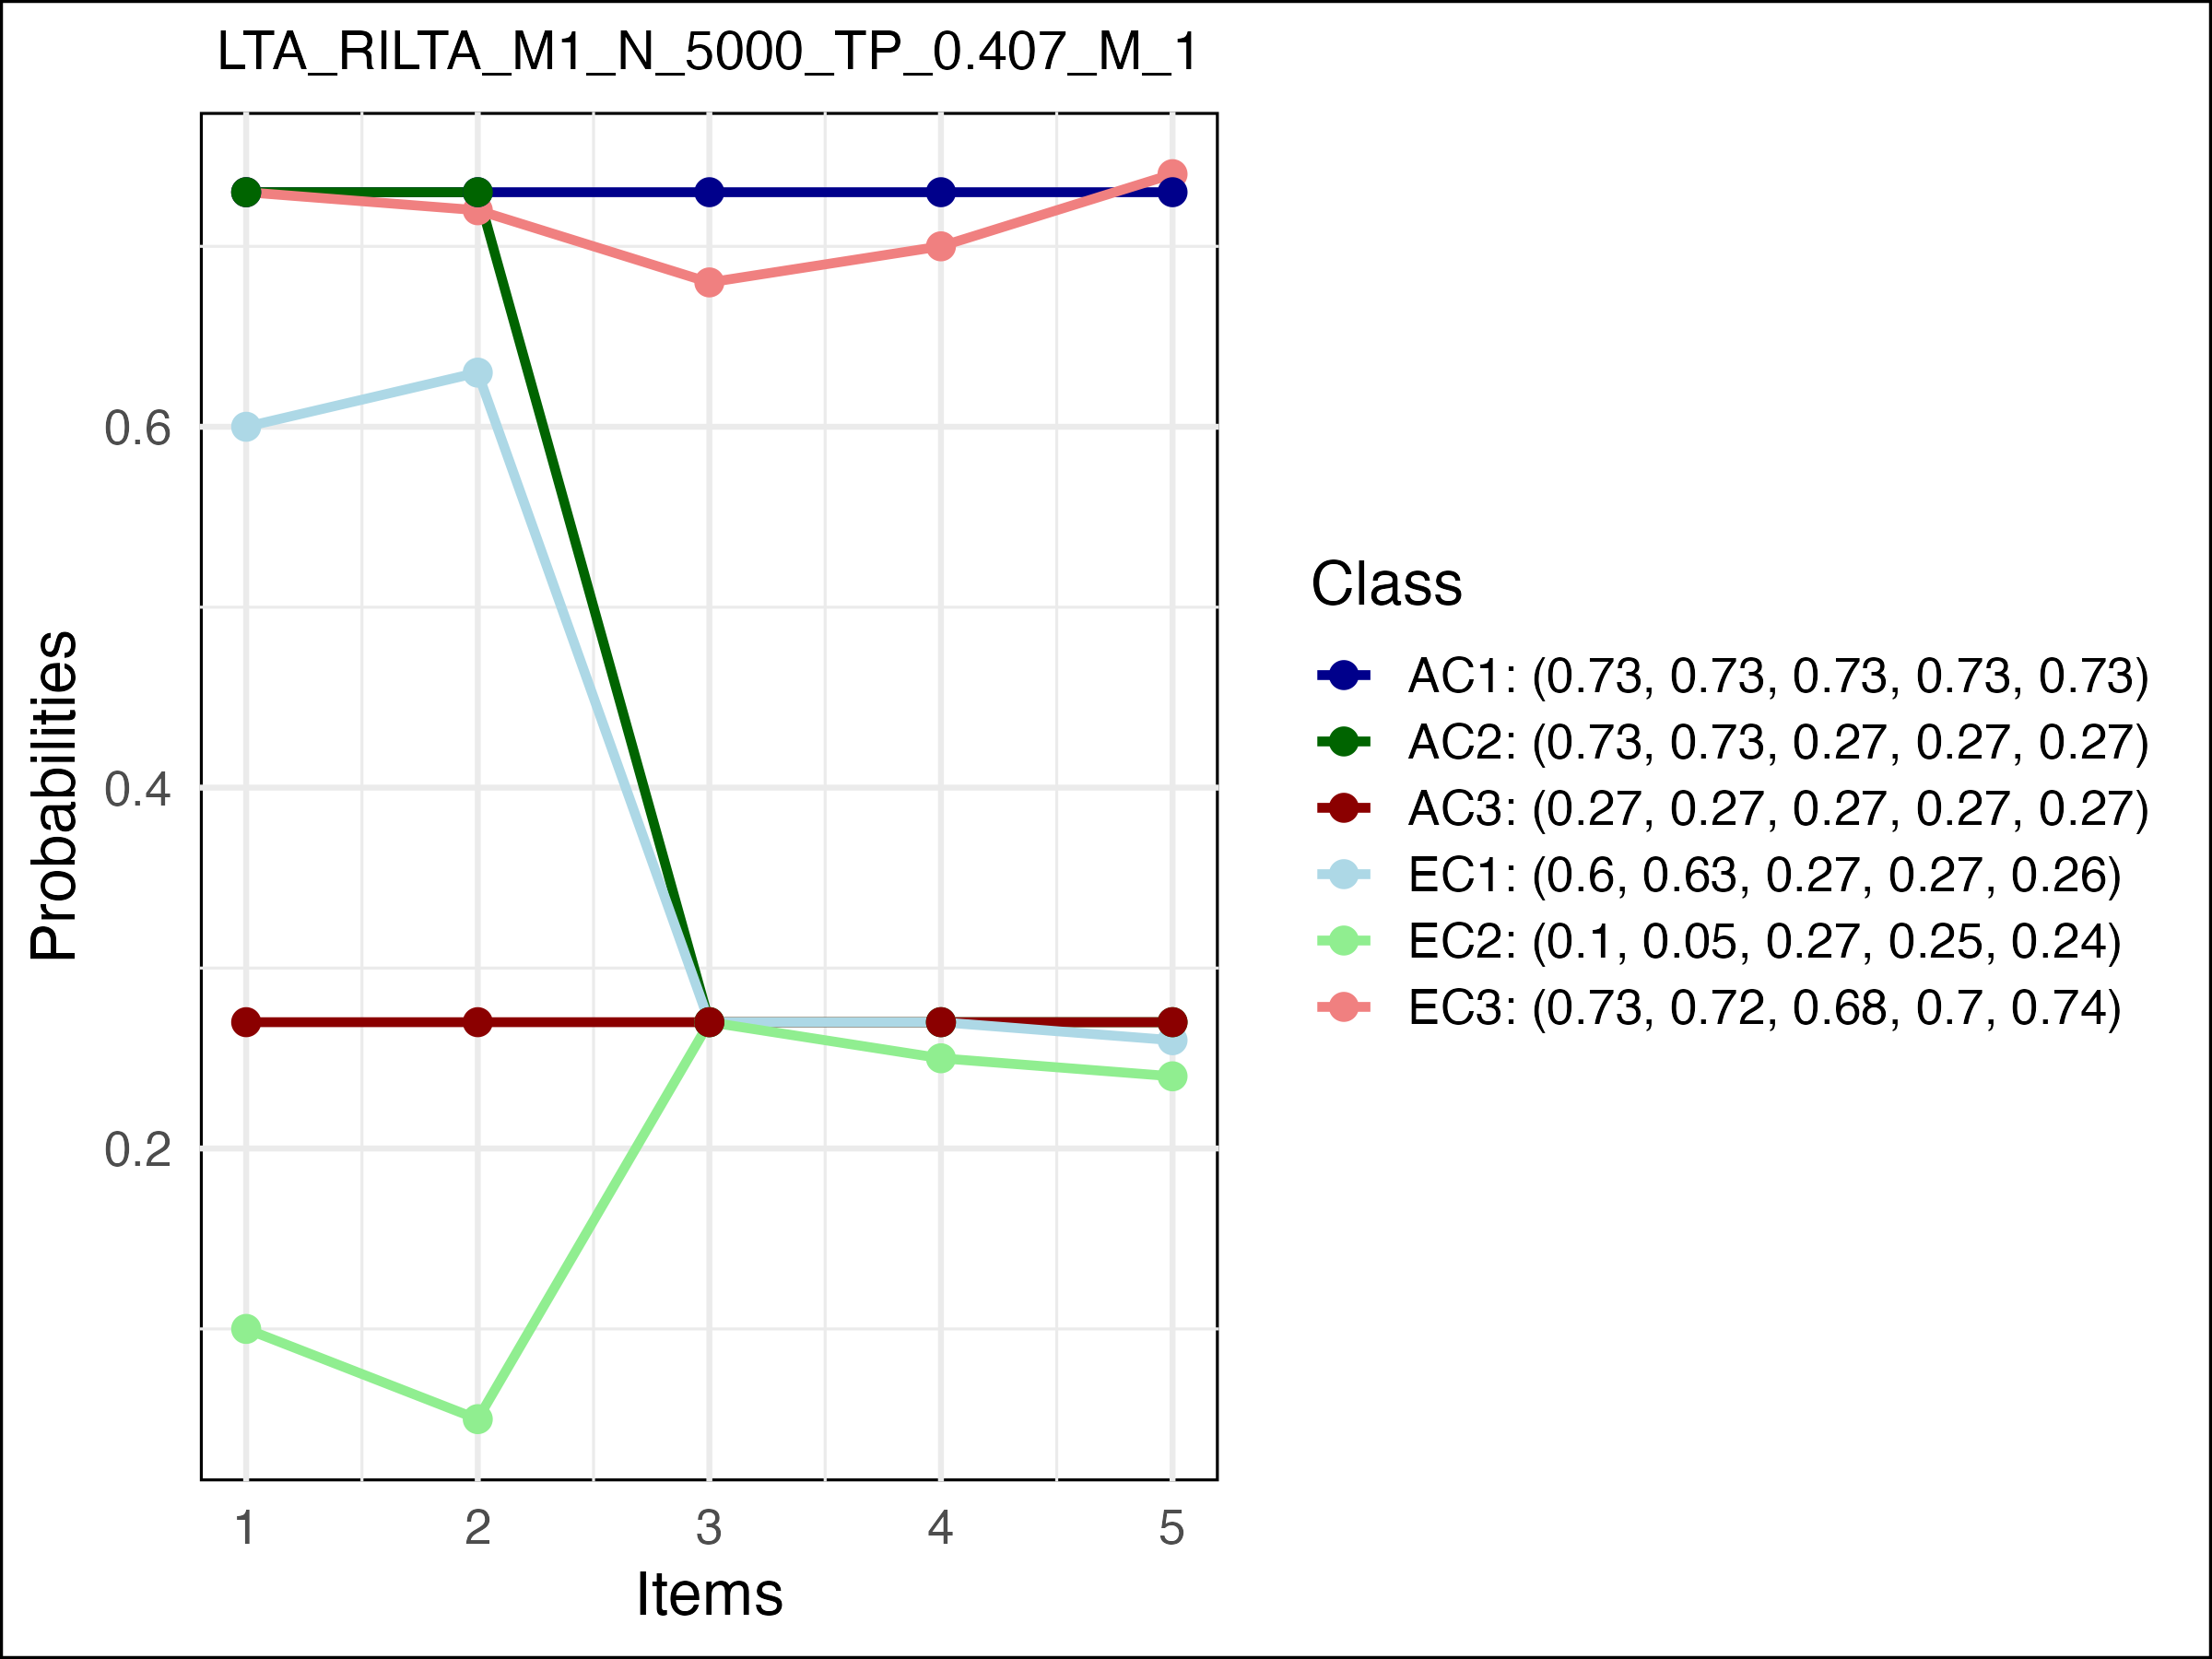 LTA_RILTA_M1_N_5000_TP_0.407_M_1
Probabilities
0.6
0.4
0.2
1 2 3 4 5
Items
Class
AC1: (0.73, 0.73, 0.73, 0.73, 0.73)
AC2: (0.73, 0.73, 0.27, 0.27, 0.27)
AC3: (0.27, 0.27, 0.27, 0.27, 0.27)
EC1: (0.6, 0.63, 0.27, 0.27, 0.26)
EC2: (0.1, 0.05, 0.27, 0.25, 0.24)
EC3: (0.73, 0.72, 0.68, 0.7, 0.74)